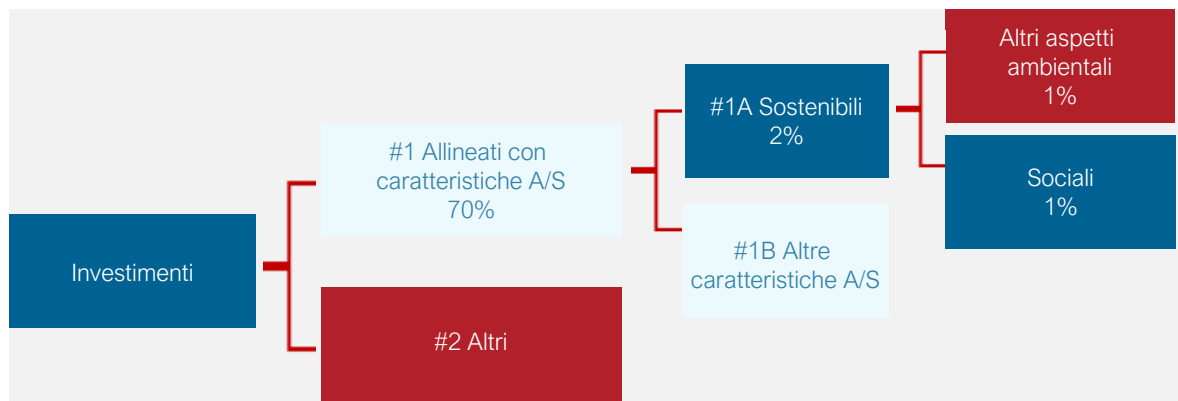 Investimenti
#1 Allineati con
caratteristiche A/S
70%
#2 Altri
#1A Sostenibili
2%
#1B Altre
caratteristiche A/S
Altri aspetti
ambientali
1%
Sociali
1%